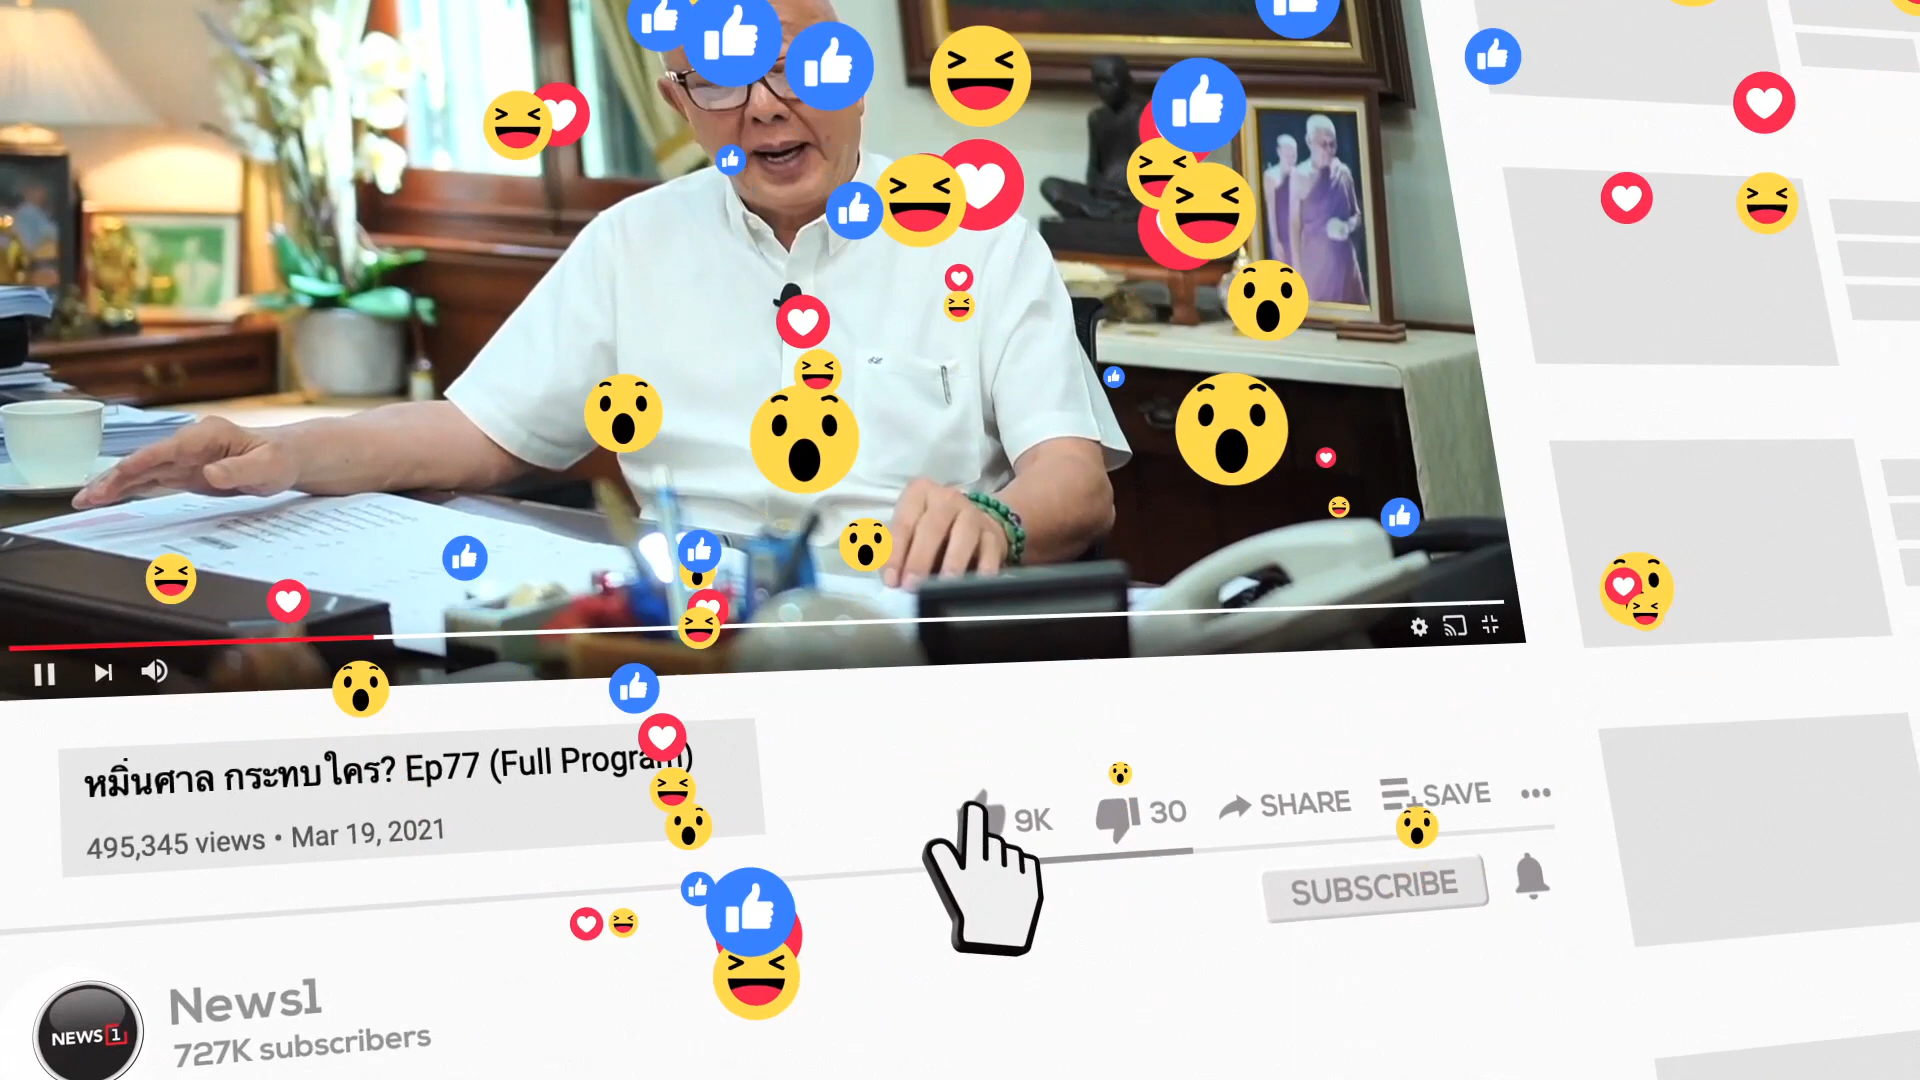 หมิ่นศาล กระทบใคร? Ep77 (Full Program)
495,345 views • Mar 19, 2021
9K
30
SHARE
SAVE
SUBSCRIBE
News1
727K subscribers
NEWS 1